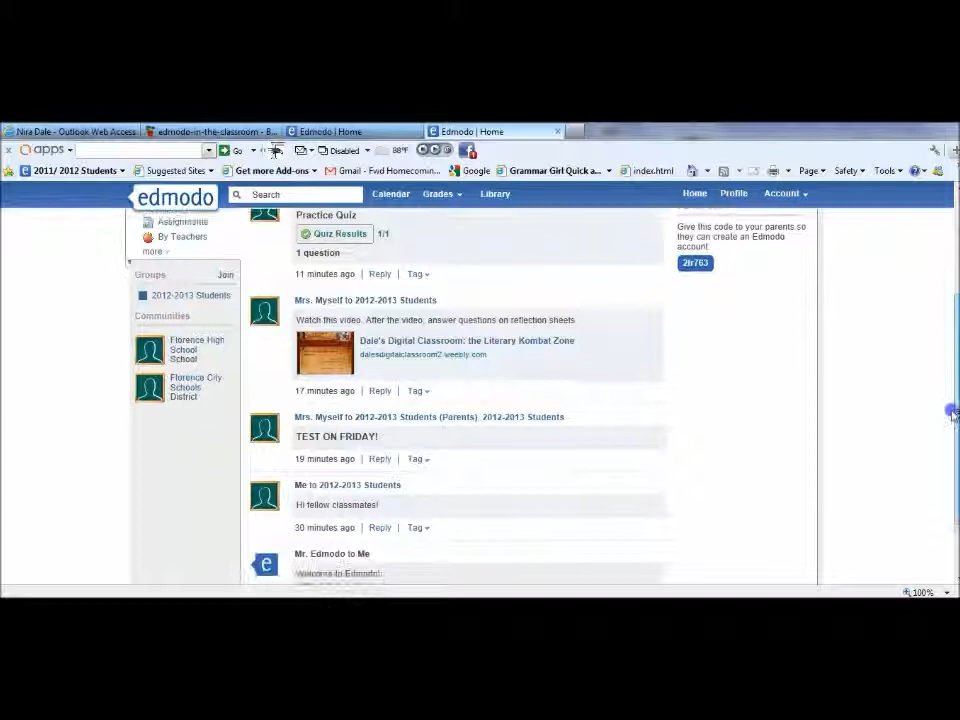 Nira Dale - Outlook Web Access
edmodo-in-the-classroom - B...
Edmodo | Home
Edmodo | Home
x
x apps Go Disabled 88°F
2011/ 2012 Students Suggested Sites Get more Add-ons Gmail - Fwd Homecomin... Google Grammar Girl Quick a... index.html Page Safety Tools
edmodo Search Calendar Grades Library Home Profile Account
Assignments
By Teachers
more
Groups Join
2012-2013 Students
Communities
Florence High
School
School
Florence City
Schools
District
Practice Quiz
Quiz Results 1/1
1 question
11 minutes ago | Reply | Tag
Mrs. Myself to 2012-2013 Students
Watch this video. After the video, answer questions on reflection sheets
Dale's Digital Classroom: the Literary Kombat Zone
dalesdigitalclassroom2.weebly.com
17 minutes ago | Reply | Tag
Mrs. Myself to 2012-2013 Students (Parents), 2012-2013 Students
TEST ON FRIDAY!
19 minutes ago | Reply | Tag
Me to 2012-2013 Students
Hi fellow classmates!
30 minutes ago | Reply | Tag
e Mr. Edmodo to Me
Welcome to Edmodo!
Give this code to your parents so
they can create an Edmodo
account
100%